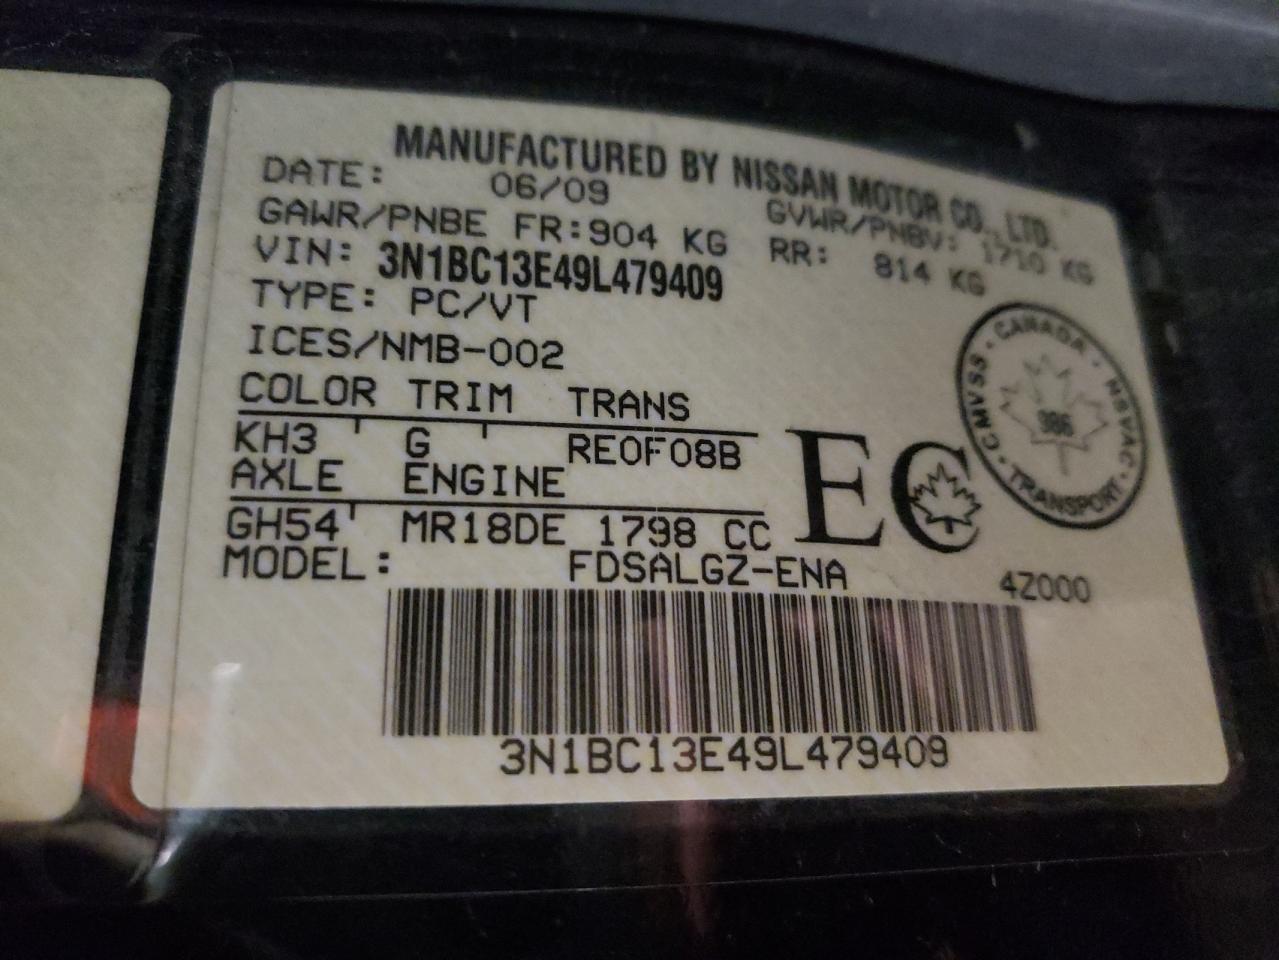 MANUFACTURED BY NISSAN MOTOR CO., LTD.
DATE: 06/09 GVWR/PNBV: 1710 KG
GAWR/PNBE FR:904 KG RR: 814 KG
VIN: 3N1BC13E49L479409
TYPE: PC/VT
ICES/NMB-002
COLOR TRIM TRANS
KH3 G RE0F08B
AXLE ENGINE
GH54 MR18DE 1798 CC
MODEL: FDSALGZ-ENA
EC
CANADA · NSVAC · TRANSPORT · CMVSS ·
386
4Z000
3N1BC13E49L479409